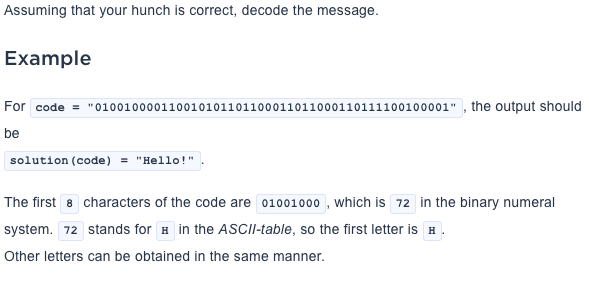 Assuming that your hunch is correct, decode the message.
Example
For code = "010010000110010101101100011011000110111100100001", the output should
be
solution(code) = "Hello!".
The first 8 characters of the code are 01001000, which is 72 in the binary numeral
system. 72 stands for H in the ASCII-table, so the first letter is H.
Other letters can be obtained in the same manner.